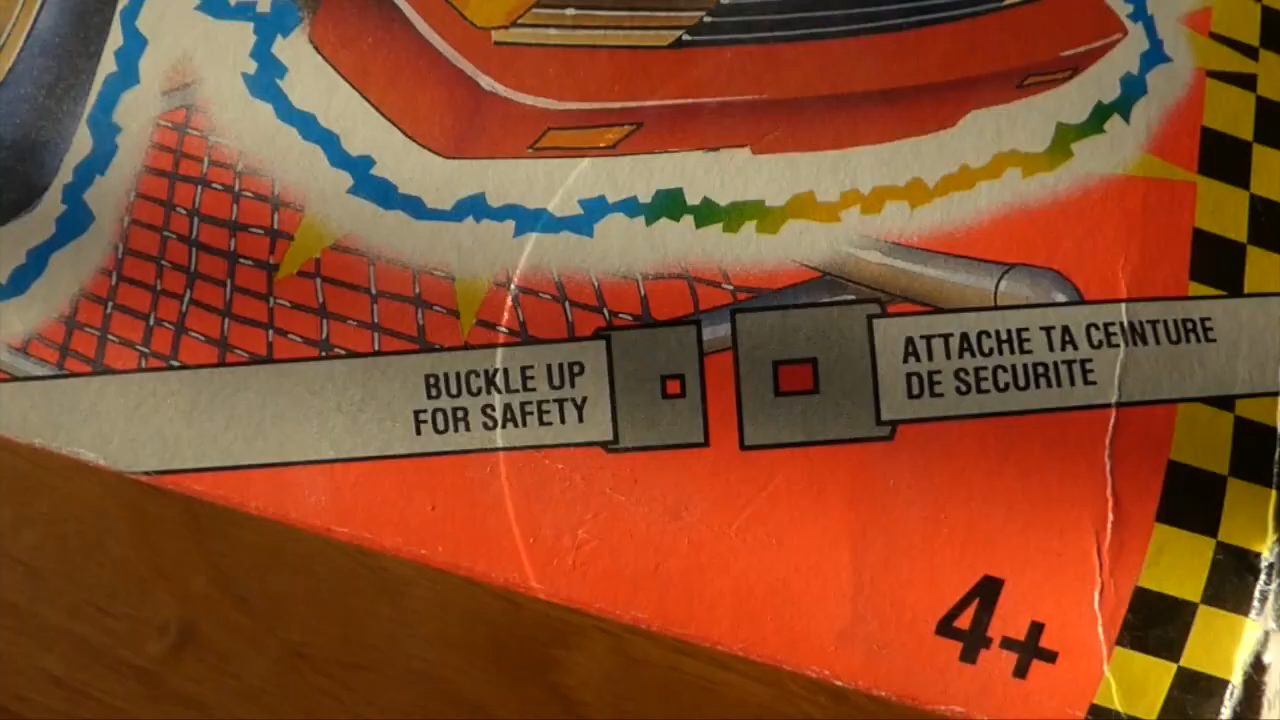 BUCKLE UP
FOR SAFETY
ATTACHE TA CEINTURE
DE SECURITE
4+